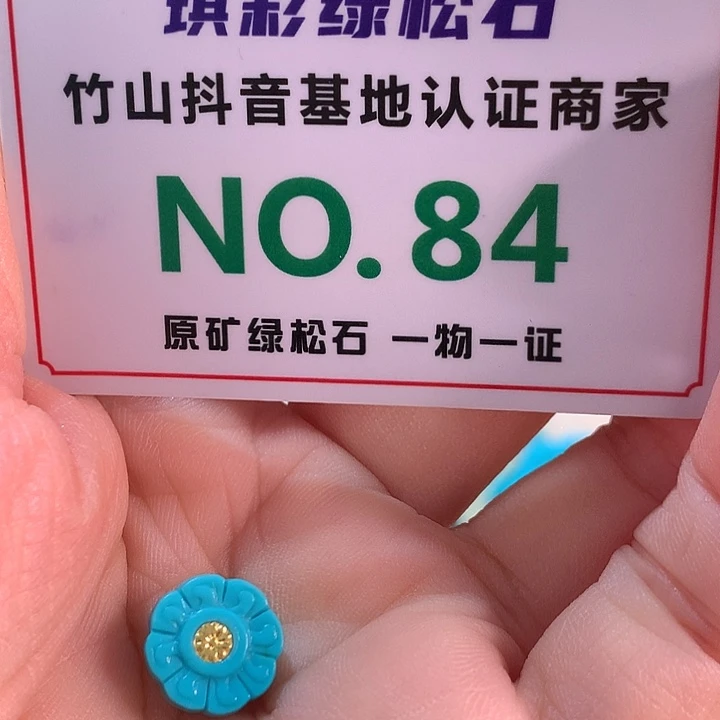 琪彩绿松石
竹山抖音基地认证商家
NO.84
原矿绿松石 一物一证